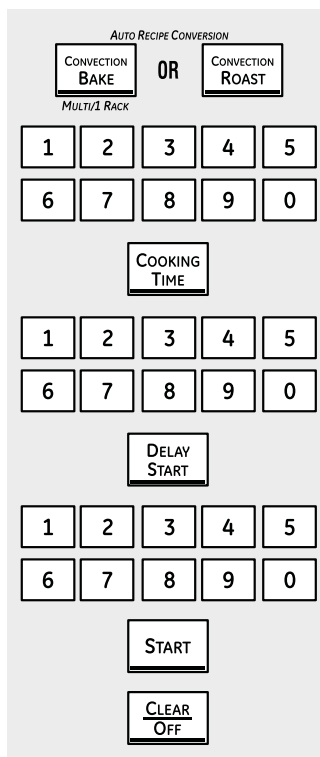 AUTO RECIPE CONVERSION
CONVECTION
BAKE
OR
CONVECTION
ROAST
MULTI/1 RACK
1 2 3 4 5
6 7 8 9 0
COOKING
TIME
1 2 3 4 5
6 7 8 9 0
DELAY
START
1 2 3 4 5
6 7 8 9 0
START
CLEAR
OFF